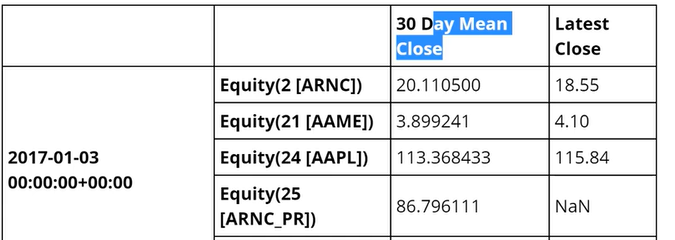 30 Day Mean Close
Latest Close
Equity(2 [ARNC]) 20.110500 18.55
Equity(21 [AAME]) 3.899241 4.10
2017-01-03 00:00:00+00:00 Equity(24 [AAPL]) 113.368433 115.84
Equity(25 [ARNC_PR]) 86.796111 NaN